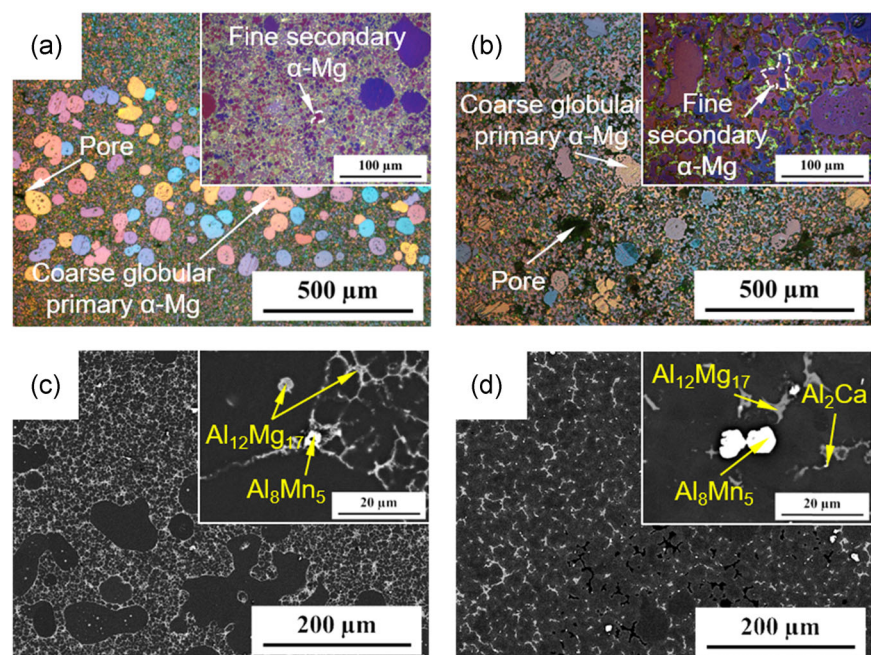 (a)
Fine secondary
α-Mg
100 µm
Pore
Coarse globular
primary α-Mg
500 µm
(b)
Coarse globular
primary α-Mg
Fine
secondary
α-Mg
100 µm
Pore
500 µm
(c)
Al₁₂Mg₁₇
Al₈Mn₅
20 µm
200 µm
(d)
Al₁₂Mg₁₇
Al₂Ca
Al₈Mn₅
20 µm
200 µm